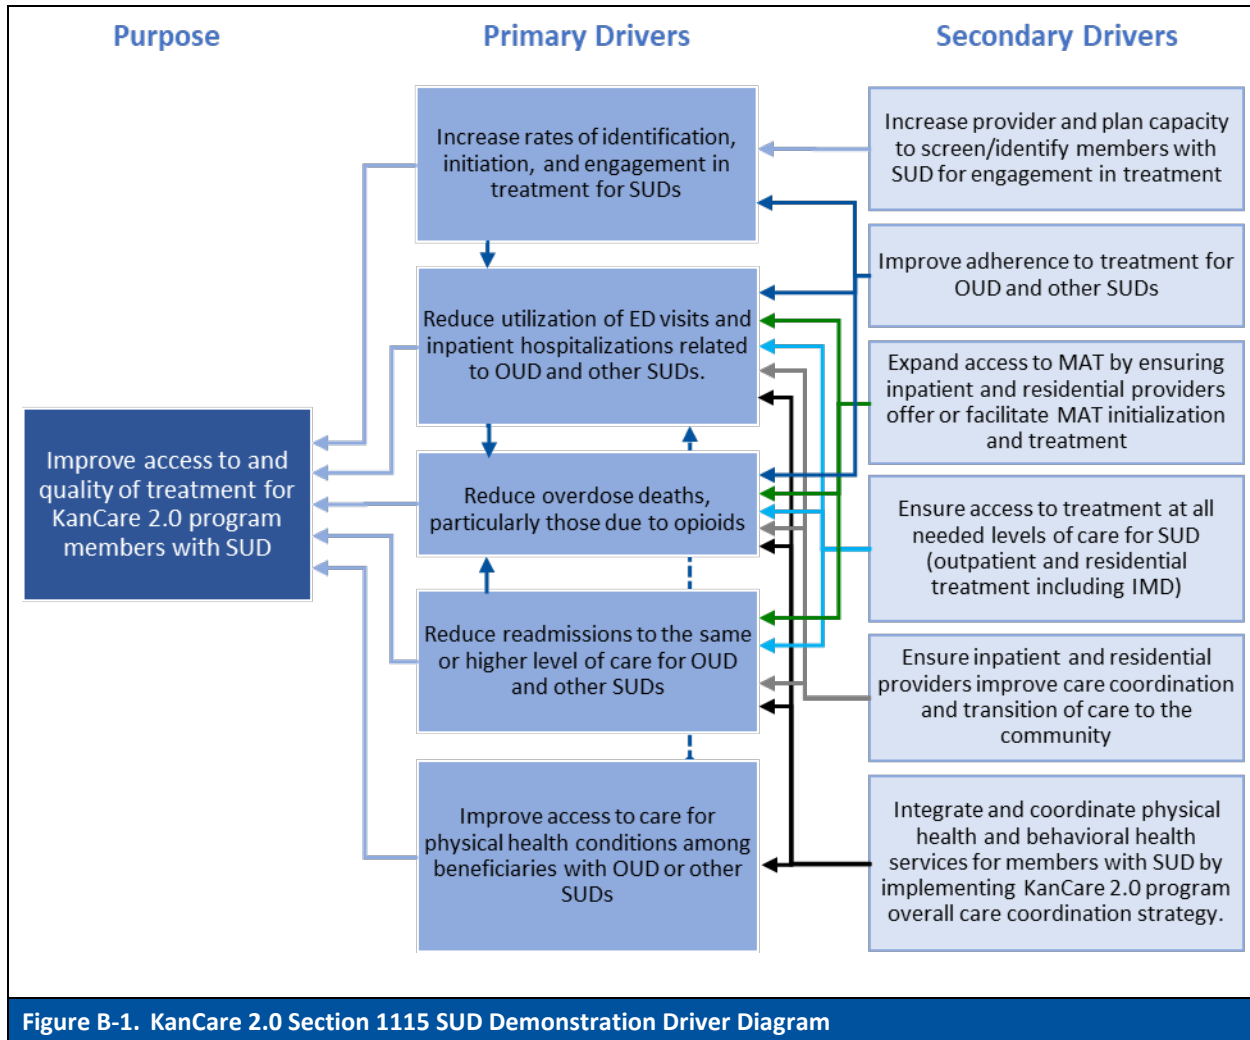 Purpose
Primary Drivers
Secondary Drivers
Improve access to and
quality of treatment for
KanCare 2.0 program
members with SUD
Increase rates of identification,
initiation, and engagement in
treatment for SUDs
Reduce utilization of ED visits and
inpatient hospitalizations related
to OUD and other SUDs.
Reduce overdose deaths,
particularly those due to opioids
Reduce readmissions to the same
or higher level of care for OUD
and other SUDs
Improve access to care for
physical health conditions among
beneficiaries with OUD or other
SUDs
Increase provider and plan capacity
to screen/identify members with
SUD for engagement in treatment
Improve adherence to treatment for
OUD and other SUDs
Expand access to MAT by ensuring
inpatient and residential providers
offer or facilitate MAT initialization
and treatment
Ensure access to treatment at all
needed levels of care for SUD
(outpatient and residential
treatment including IMD)
Ensure inpatient and residential
providers improve care coordination
and transition of care to the
community
Integrate and coordinate physical
health and behavioral health
services for members with SUD by
implementing KanCare 2.0 program
overall care coordination strategy.
Figure B-1. KanCare 2.0 Section 1115 SUD Demonstration Driver Diagram